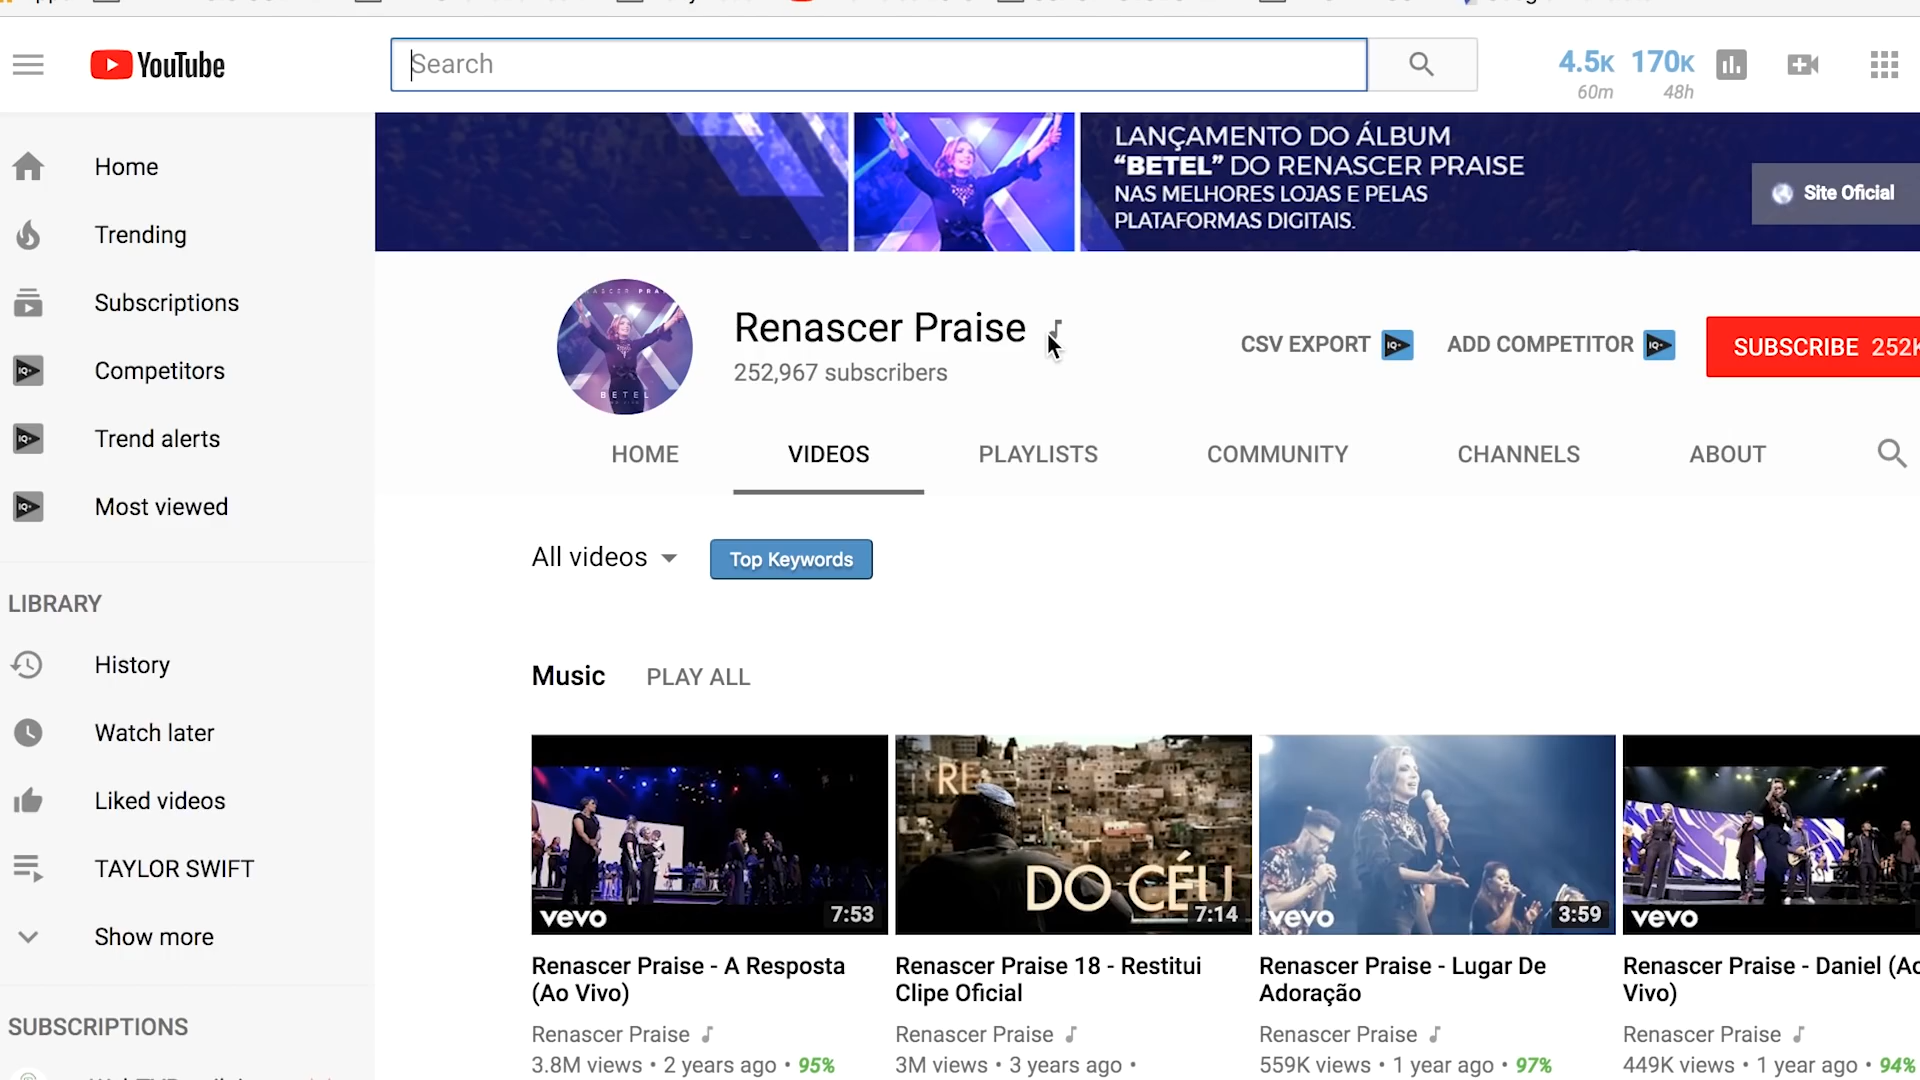 YouTube
Search
4.5K 170K
60m 48h
Home
Trending
Subscriptions
Competitors
Trend alerts
Most viewed
LIBRARY
History
Watch later
Liked videos
TAYLOR SWIFT
Show more
SUBSCRIPTIONS
LANÇAMENTO DO ÁLBUM
“BETEL” DO RENASCER PRAISE
NAS MELHORES LOJAS E PELAS
PLATAFORMAS DIGITAIS.
Site Oficial
BETEL
Renascer Praise
252,967 subscribers
CSV EXPORT
ADD COMPETITOR
SUBSCRIBE 252K
HOME VIDEOS PLAYLISTS COMMUNITY CHANNELS ABOUT
All videos
Top Keywords
Music PLAY ALL
vevo
7:53
RE
DO CÉU
7:14
vevo
3:59
vevo
Renascer Praise - A Resposta
(Ao Vivo)
Renascer Praise
3.8M views • 2 years ago • 95%
Renascer Praise 18 - Restitui
Clipe Oficial
Renascer Praise
3M views • 3 years ago •
Renascer Praise - Lugar De
Adoração
Renascer Praise
559K views • 1 year ago • 97%
Renascer Praise - Daniel (Ao
Vivo)
Renascer Praise
449K views • 1 year ago • 94%